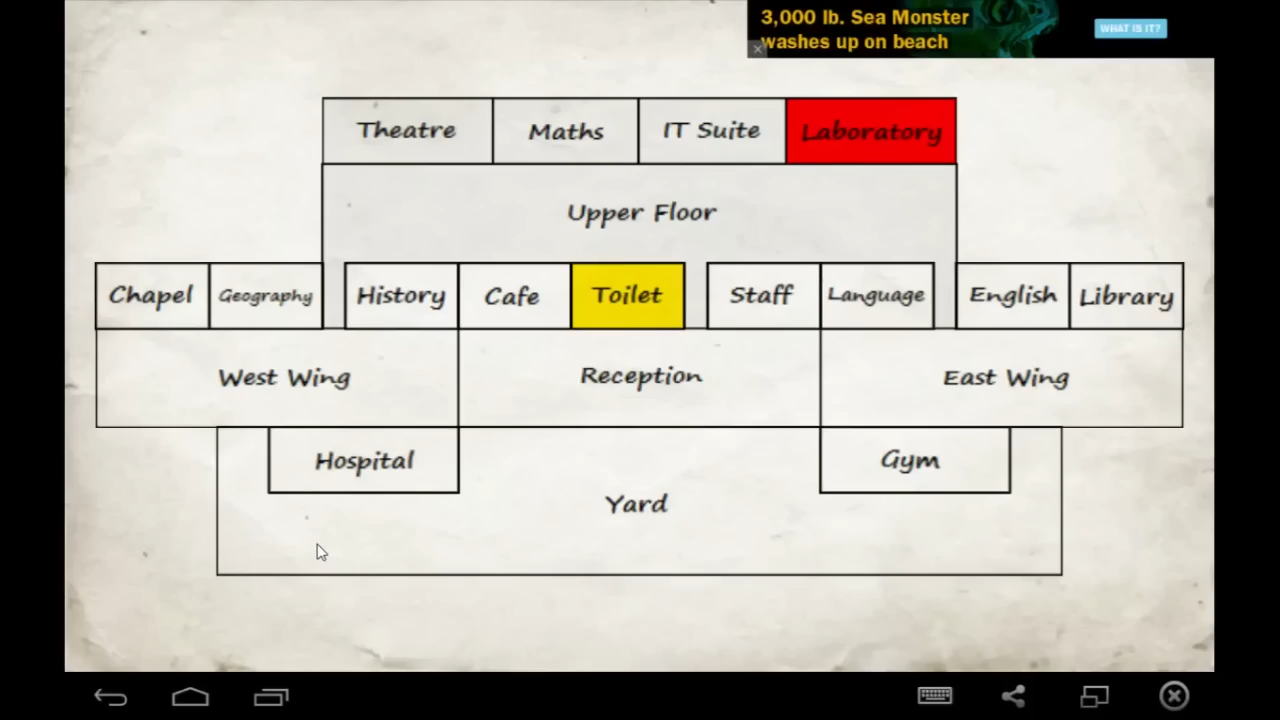 3,000 lb. Sea Monster
washes up on beach
WHAT IS IT?
Theatre
Maths
IT Suite
Laboratory
Upper Floor
Chapel
Geography
History
Cafe
Toilet
Staff
Language
English
Library
West Wing
Reception
East Wing
Hospital
Gym
Yard